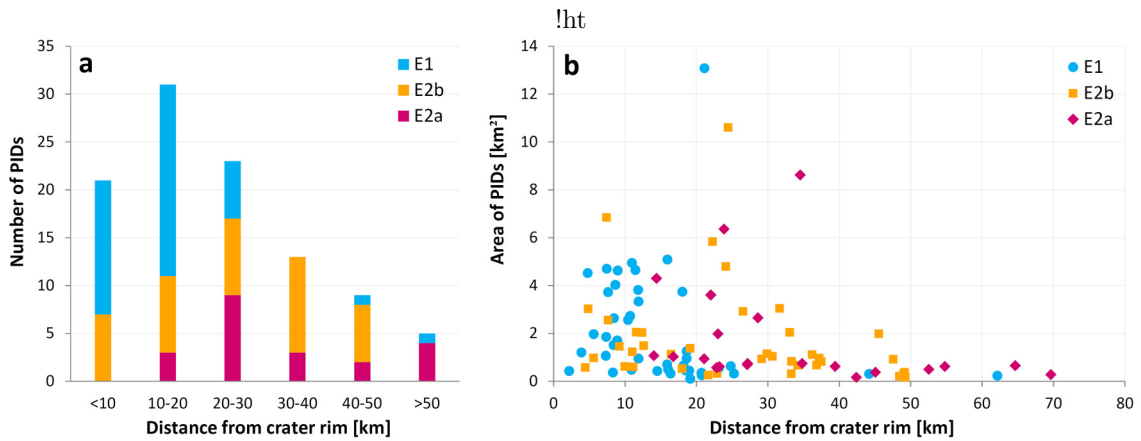 !ht
a
E1
E2b
E2a
Number of PIDs
35
30
25
20
15
10
5
0
<10 10-20 20-30 30-40 40-50 >50
Distance from crater rim [km]
b
E1
E2b
E2a
Area of PIDs [km²]
14
12
10
8
6
4
2
0
0 10 20 30 40 50 60 70 80
Distance from crater rim [km]